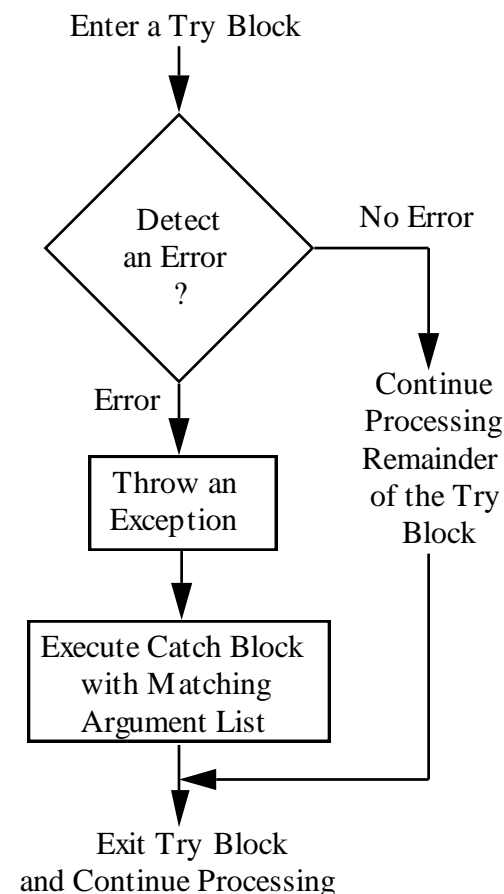 Enter a Try Block
Detect
an Error
?
No Error
Error
Continue
Processing
Remainder
of the Try
Block
Throw an
Exception
Execute Catch Block
with Matching
Argument List
Exit Try Block
and Continue Processing